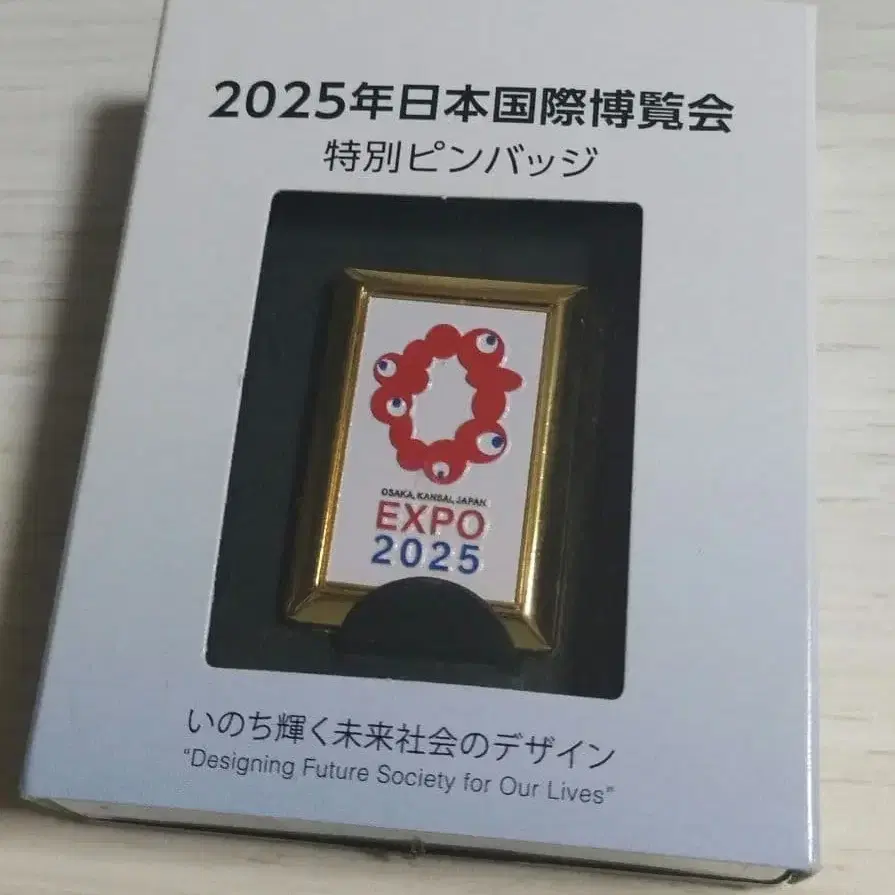 2025年日本国際博覧会
特別ピンバッジ
OSAKA, KANSAI, JAPAN
EXPO
2025
いのち輝く未来社会のデザイン
“Designing Future Society for Our Lives”